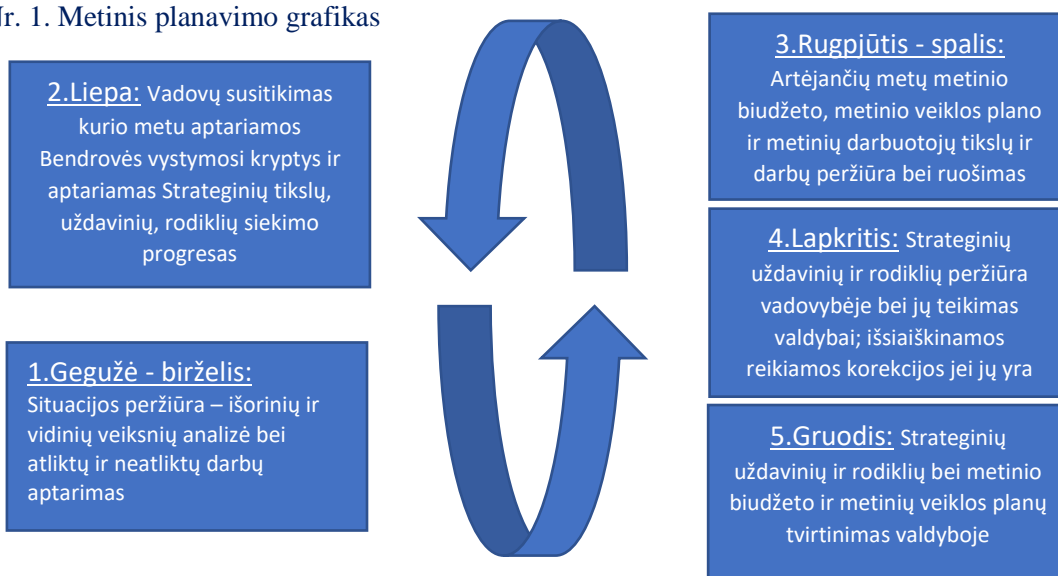 Nr. 1. Metinis planavimo grafikas
2.Liepa: Vadovų susitikimas
kurio metu aptariamos
Bendrovės vystymosi kryptys ir
aptariamas Strateginių tikslų,
uždavinių, rodiklių siekimo
progresas
1.Gegužė - birželis:
Situacijos peržiūra – išorinių ir
vidinių veiksnių analizė bei
atliktų ir neatliktų darbų
aptarimas
3.Rugpjūtis - spalis:
Artėjančių metų metinio
biudžeto, metinio veiklos plano
ir metinių darbuotojų tikslų ir
darbų peržiūra bei ruošimas
4.Lapkritis: Strateginių
uždavinių ir rodiklių peržiūra
vadovybėje bei jų teikimas
valdybai; išsiaiškinamos
reikiamos korekcijos jei jų yra
5.Gruodis: Strateginių
uždavinių ir rodiklių bei metinio
biudžeto ir metinių veiklos planų
tvirtinimas valdyboje